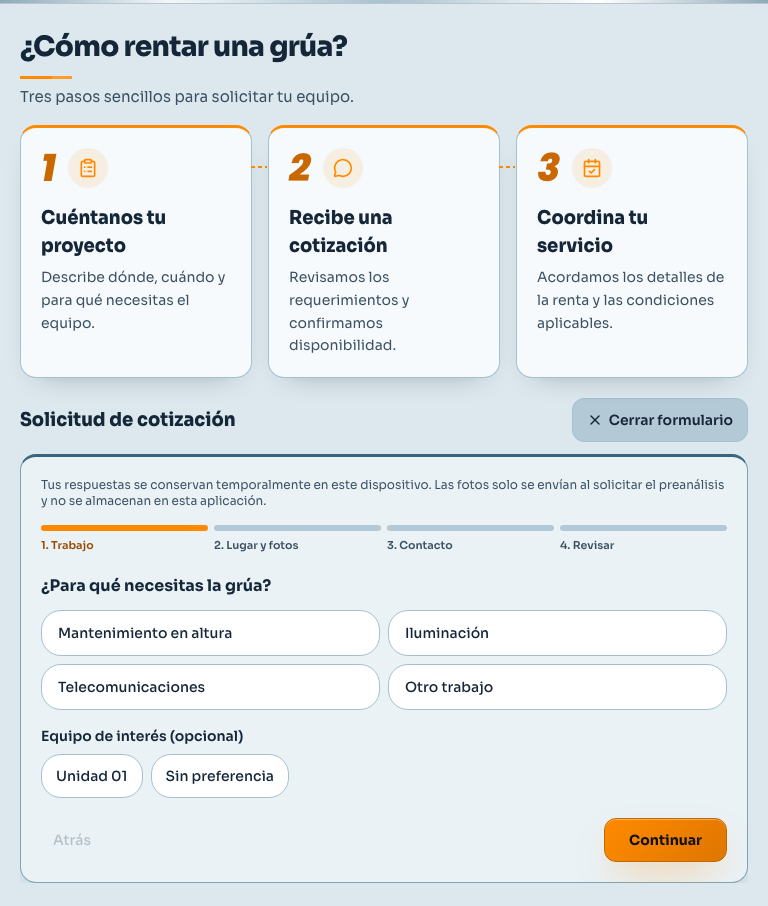 ¿Cómo rentar una grúa?
Tres pasos sencillos para solicitar tu equipo.
1
Cuéntanos tu
proyecto
Describe dónde, cuándo y
para qué necesitas el
equipo.
2
Recibe una
cotización
Revisamos los
requerimientos y
confirmamos
disponibilidad.
3
Coordina tu
servicio
Acordamos los detalles de
la renta y las condiciones
aplicables.
Solicitud de cotización
Cerrar formulario
Tus respuestas se conservan temporalmente en este dispositivo. Las fotos solo se envían al solicitar el preanálisis
y no se almacenan en esta aplicación.
1. Trabajo
2. Lugar y fotos
3. Contacto
4. Revisar
¿Para qué necesitas la grúa?
Mantenimiento en altura
Iluminación
Telecomunicaciones
Otro trabajo
Equipo de interés (opcional)
Unidad 01
Sin preferencia
Atrás
Continuar